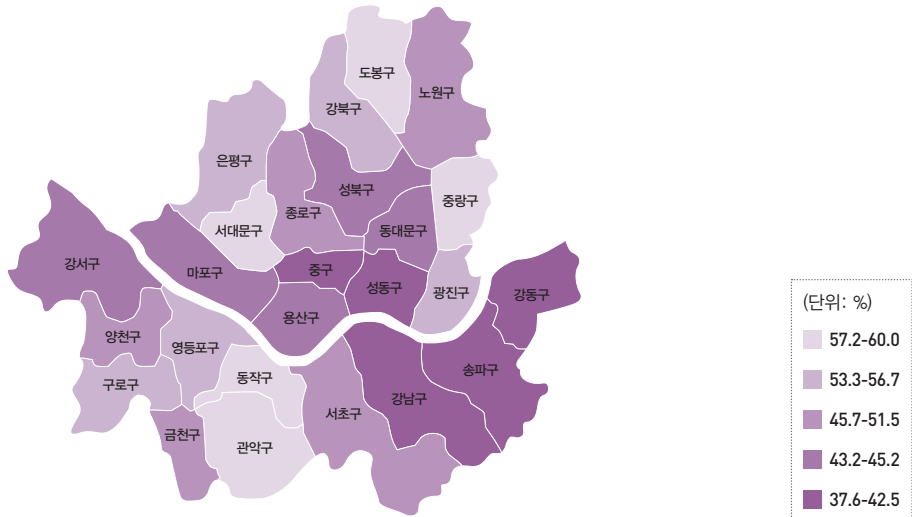 도봉구
노원구
강북구
은평구
성북구
중랑구
종로구
서대문구
동대문구
강서구
마포구
중구
성동구
광진구
강동구
용산구
양천구
영등포구
송파구
동작구
구로구
강남구
서초구
금천구
관악구
(단위: %)
57.2-60.0
53.3-56.7
45.7-51.5
43.2-45.2
37.6-42.5